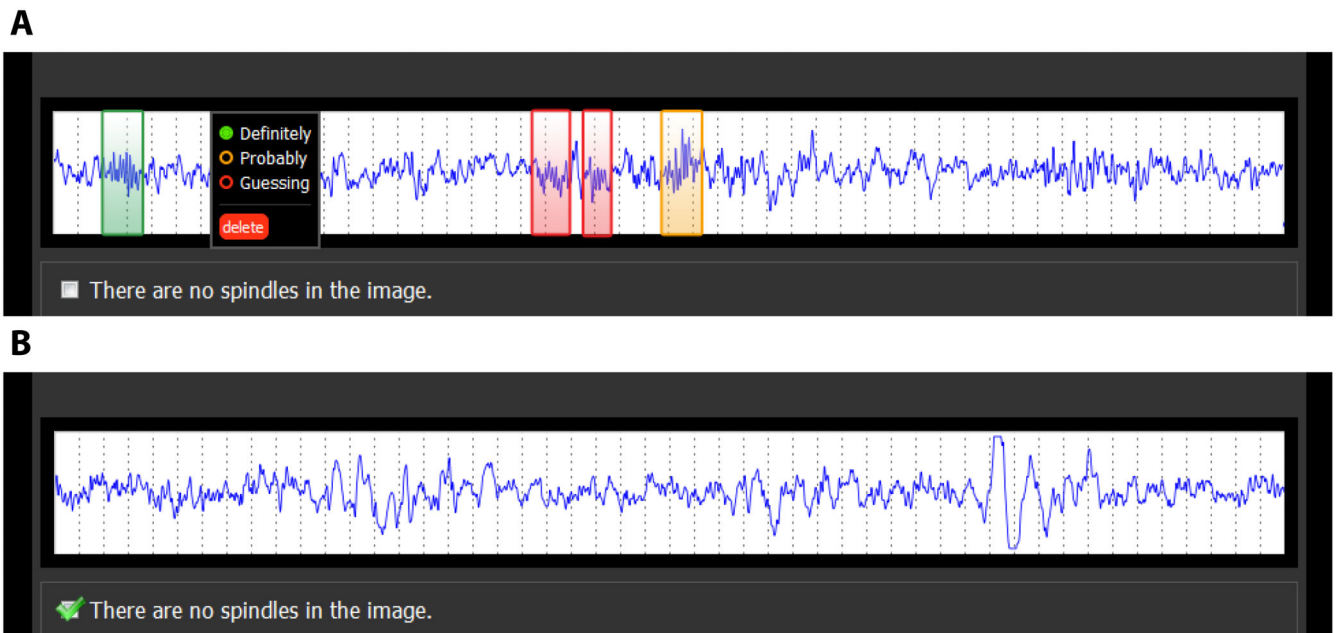 A
Definitely
Probably
Guessing
delete
There are no spindles in the image.
B
There are no spindles in the image.